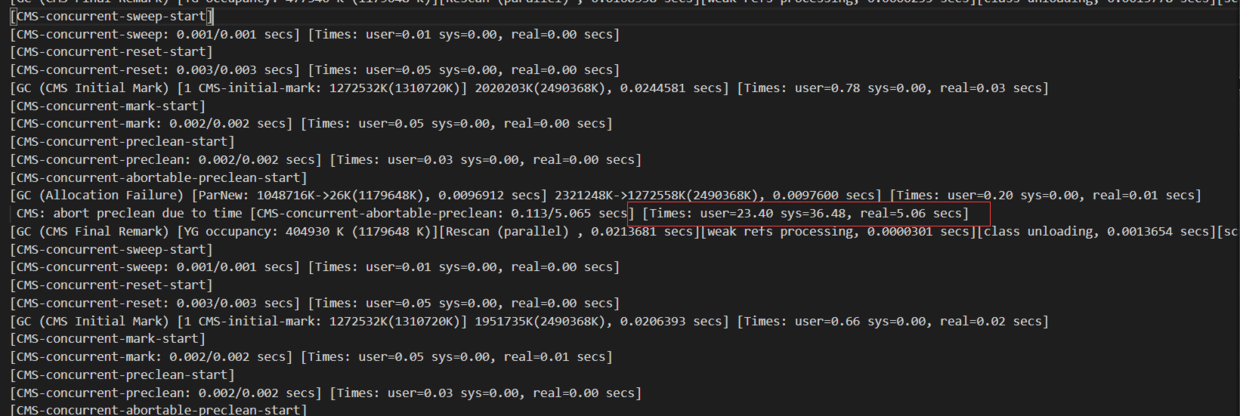 [GC (CMS Final Remark) [YG occupancy: 477340 K (1179648 K)][Rescan (parallel) , 0.0168998 secs][weak refs processing, 0.0000299 secs][class unloading, 0.0013778 secs][sc
[CMS-concurrent-sweep-start]
[CMS-concurrent-sweep: 0.001/0.001 secs] [Times: user=0.01 sys=0.00, real=0.00 secs]
[CMS-concurrent-reset-start]
[CMS-concurrent-reset: 0.003/0.003 secs] [Times: user=0.05 sys=0.00, real=0.00 secs]
[GC (CMS Initial Mark) [1 CMS-initial-mark: 1272532K(1310720K)] 2020203K(2490368K), 0.0244581 secs] [Times: user=0.78 sys=0.00, real=0.03 secs]
[CMS-concurrent-mark-start]
[CMS-concurrent-mark: 0.002/0.002 secs] [Times: user=0.05 sys=0.00, real=0.00 secs]
[CMS-concurrent-preclean-start]
[CMS-concurrent-preclean: 0.002/0.002 secs] [Times: user=0.03 sys=0.00, real=0.00 secs]
[CMS-concurrent-abortable-preclean-start]
[GC (Allocation Failure) [ParNew: 1048716K->26K(1179648K), 0.0096912 secs] 2321248K->1272558K(2490368K), 0.0097600 secs] [Times: user=0.20 sys=0.00, real=0.01 secs]
CMS: abort preclean due to time [CMS-concurrent-abortable-preclean: 0.113/5.065 secs] [Times: user=23.40 sys=36.48, real=5.06 secs]
[GC (CMS Final Remark) [YG occupancy: 404930 K (1179648 K)][Rescan (parallel) , 0.0213681 secs][weak refs processing, 0.0000301 secs][class unloading, 0.0013654 secs][sc
[CMS-concurrent-sweep-start]
[CMS-concurrent-sweep: 0.001/0.001 secs] [Times: user=0.01 sys=0.00, real=0.00 secs]
[CMS-concurrent-reset-start]
[CMS-concurrent-reset: 0.003/0.003 secs] [Times: user=0.05 sys=0.00, real=0.00 secs]
[GC (CMS Initial Mark) [1 CMS-initial-mark: 1272532K(1310720K)] 1951735K(2490368K), 0.0206393 secs] [Times: user=0.66 sys=0.00, real=0.02 secs]
[CMS-concurrent-mark-start]
[CMS-concurrent-mark: 0.002/0.002 secs] [Times: user=0.05 sys=0.00, real=0.01 secs]
[CMS-concurrent-preclean-start]
[CMS-concurrent-preclean: 0.002/0.002 secs] [Times: user=0.03 sys=0.00, real=0.00 secs]
[CMS-concurrent-abortable-preclean-start]